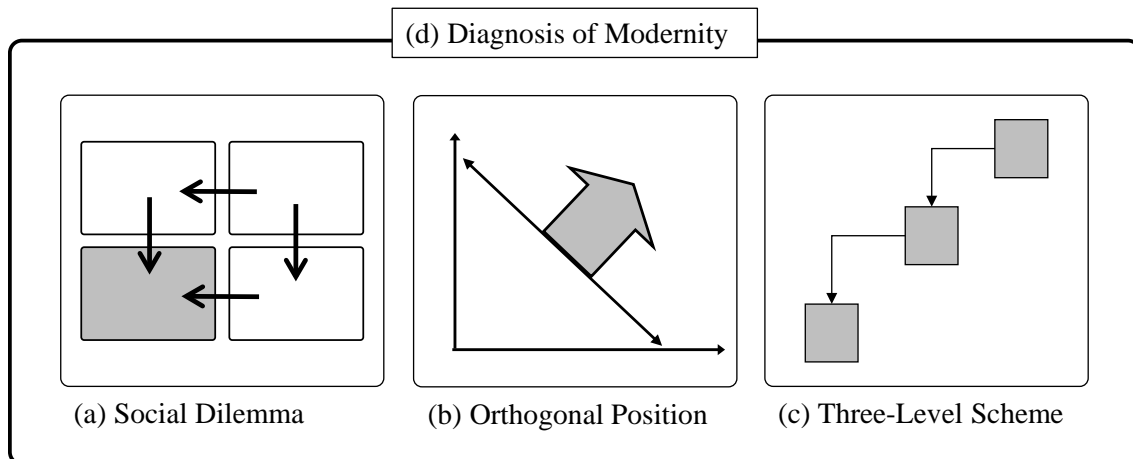 (d) Diagnosis of Modernity
(a) Social Dilemma
(b) Orthogonal Position
(c) Three-Level Scheme